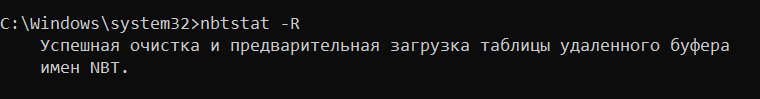 C:\Windows\system32>nbtstat -R
Успешная очистка и предварительная загрузка таблицы удаленного буфера
имен NBT.